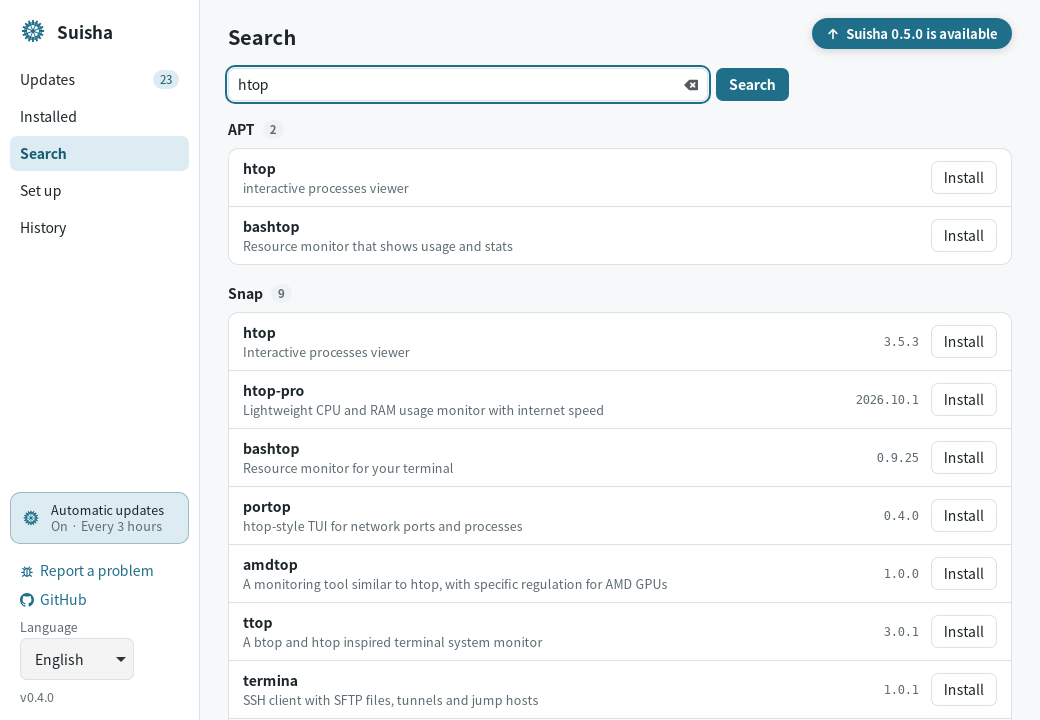 Suisha
Updates 23
Installed
Search
Set up
History
Automatic updates
On · Every 3 hours
Report a problem
GitHub
Language
English
v0.4.0
Search
↑ Suisha 0.5.0 is available
htop
Search
APT 2
htop
interactive processes viewer
Install
bashtop
Resource monitor that shows usage and stats
Install
Snap 9
htop
Interactive processes viewer
3.5.3 Install
htop-pro
Lightweight CPU and RAM usage monitor with internet speed
2026.10.1 Install
bashtop
Resource monitor for your terminal
0.9.25 Install
portop
htop-style TUI for network ports and processes
0.4.0 Install
amdtop
A monitoring tool similar to htop, with specific regulation for AMD GPUs
1.0.0 Install
ttop
A btop and htop inspired terminal system monitor
3.0.1 Install
termina
SSH client with SFTP files, tunnels and jump hosts
1.0.1 Install